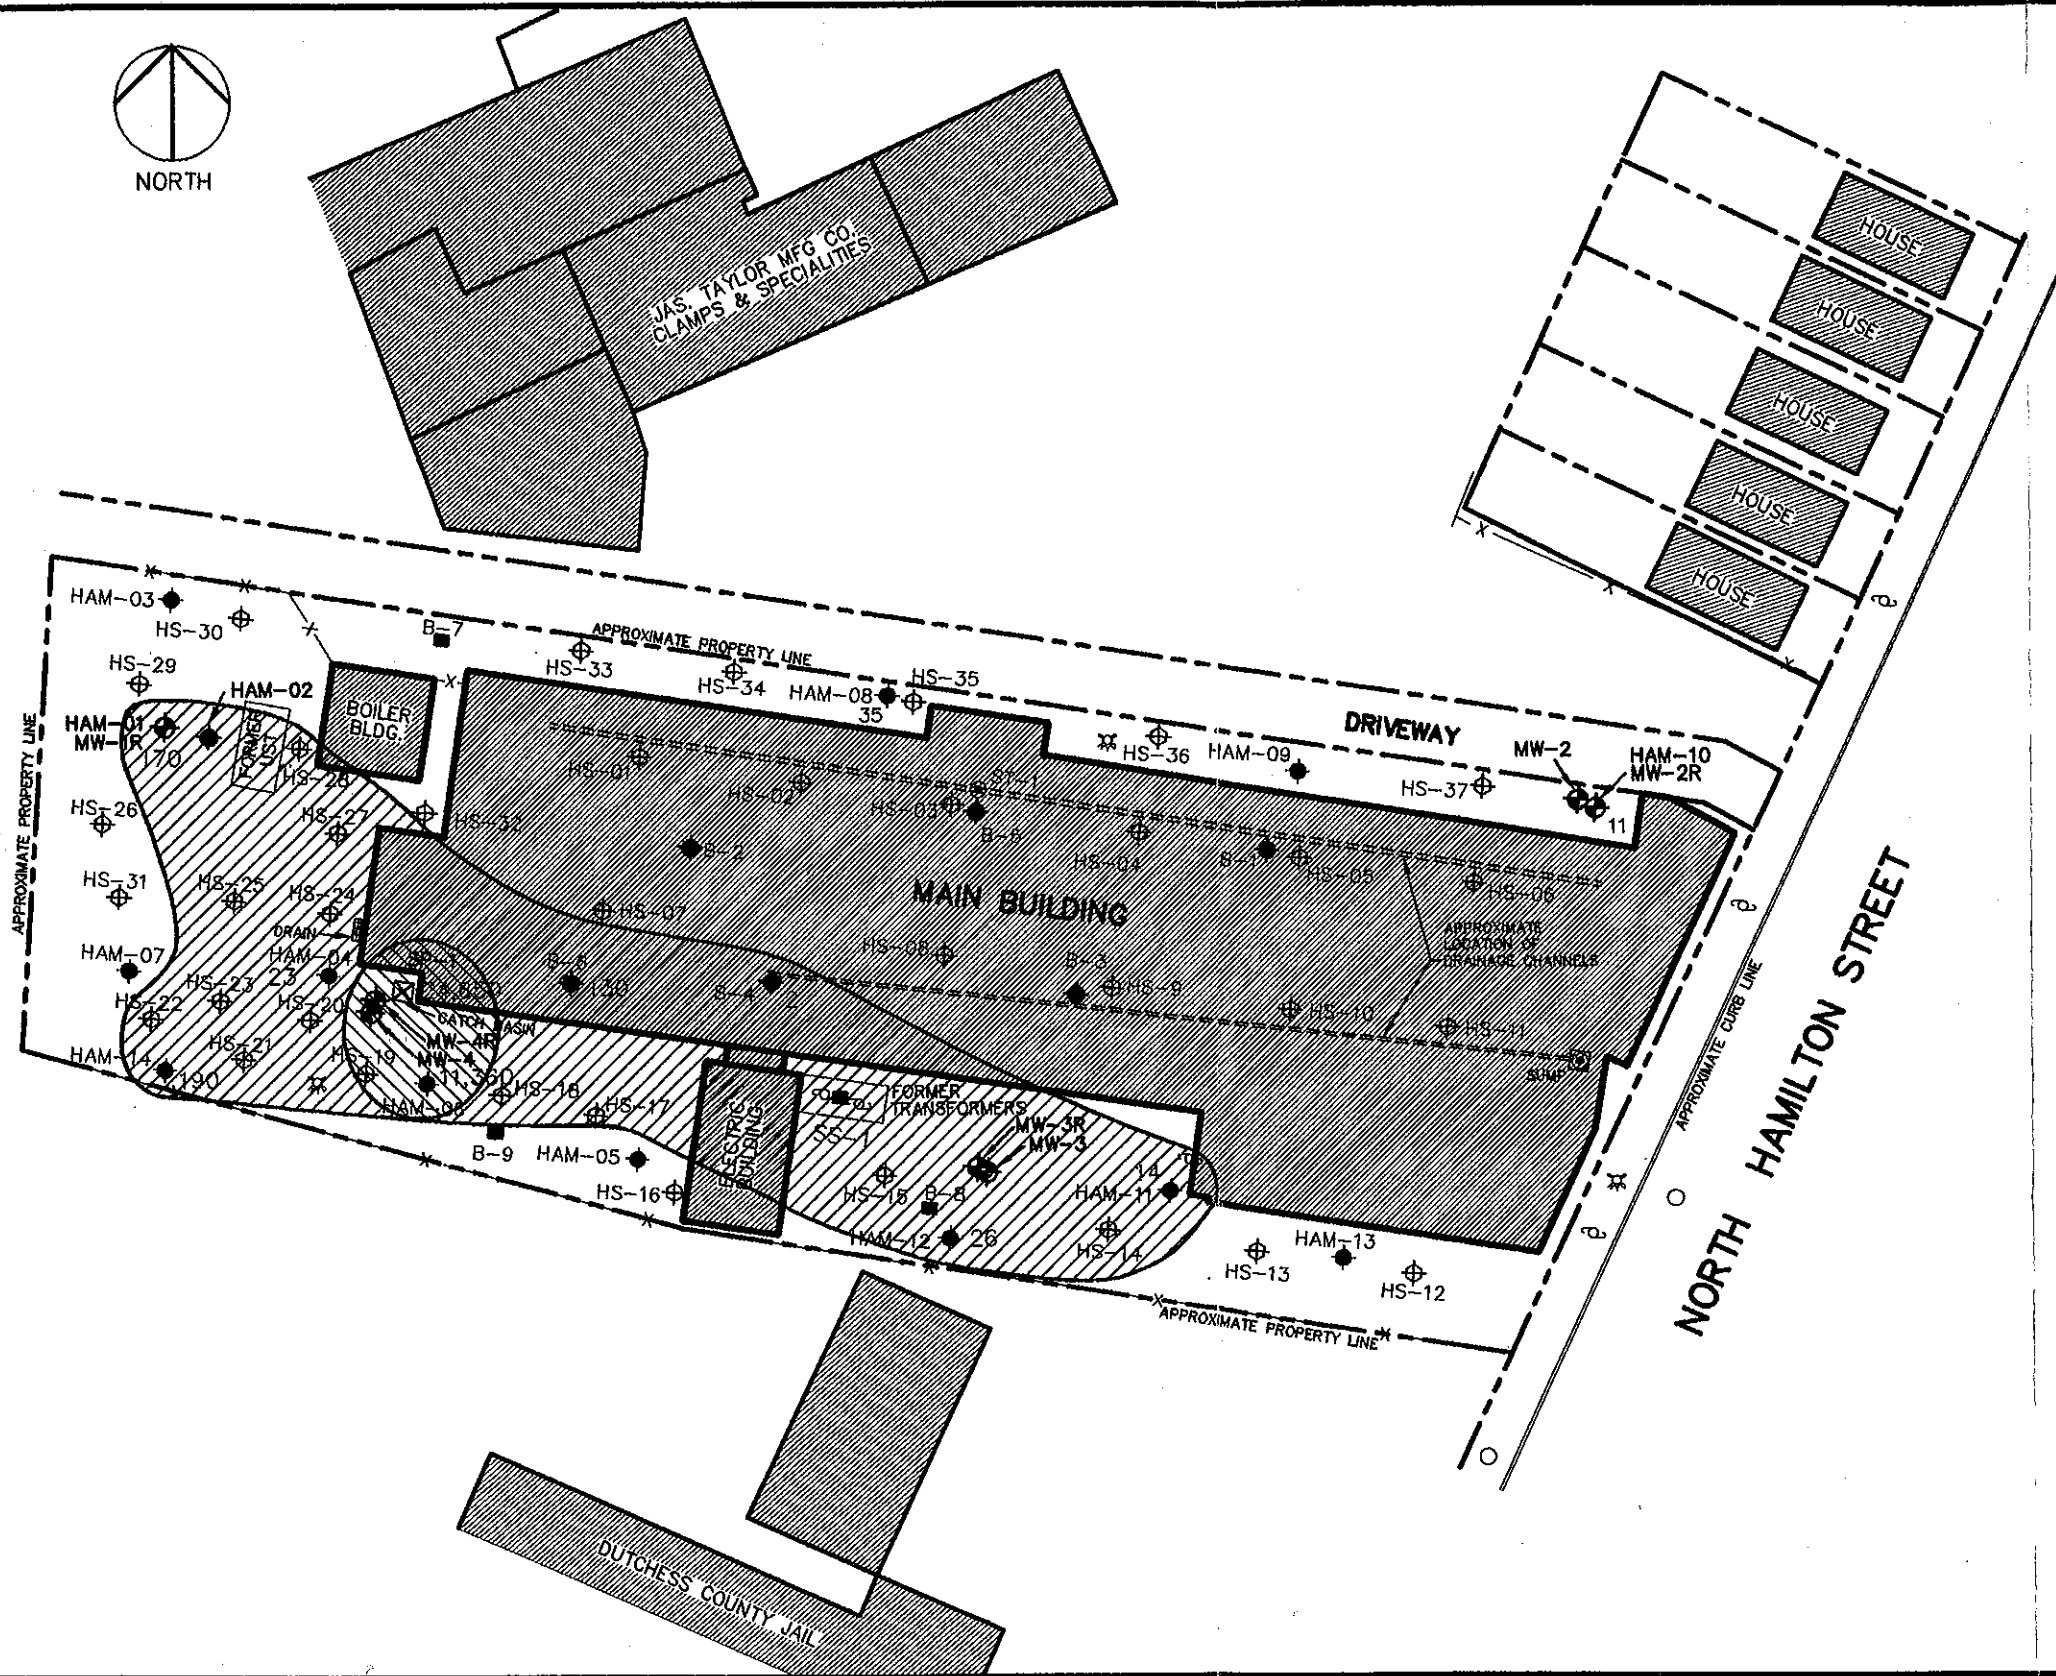 NORTH
JAS. TAYLOR MFG CO.
CLAMPS & SPECIALITIES
HOUSE
HOUSE
HOUSE
HOUSE
HOUSE
HAM-03
HS-30
B-7
HS-29
APPROXIMATE PROPERTY LINE
HS-33
HS-34
HAM-08
35
HS-35
HAM-02
HAM-01
MW-1R
170
FORMER
UST
HS-28
BOILER
BLDG.
DRIVEWAY
HS-36
HAM-09
HS-37
MW-2
HAM-10
MW-2R
11
APPROXIMATE PROPERTY LINE
HS-26
HS-27
HS-32
HS-01
HS-02
ST-1
HS-03
B-5
B-2
HS-04
B-1
HS-05
HS-06
HS-31
HS-25
HS-24
DRAIN
HS-07
MAIN BUILDING
HS-08
B-3
HS-9
APPROXIMATE
LOCATION OF
DRAINAGE CHANNELS
HAM-07
HS-23
HAM-04
23
B-6
130
B-4
2
HS-10
HS-11
SUMP
HS-22
HS-20
CATCH BASIN
MW-4R
MW-4
HAM-14
190
HS-21
HS-19
11,360
HAM-06
HS-18
HS-17
B-9
HAM-05
HS-16
ELECTRIC
BUILDING
FORMER
TRANSFORMERS
SS-1
MW-3R
MW-3
HS-15
B-8
14
HAM-11
HAM-12
26
HS-14
HS-13
HAM-13
HS-12
APPROXIMATE PROPERTY LINE
APPROXIMATE CURB LINE
NORTH HAMILTON STREET
DUTCHESS COUNTY JAIL